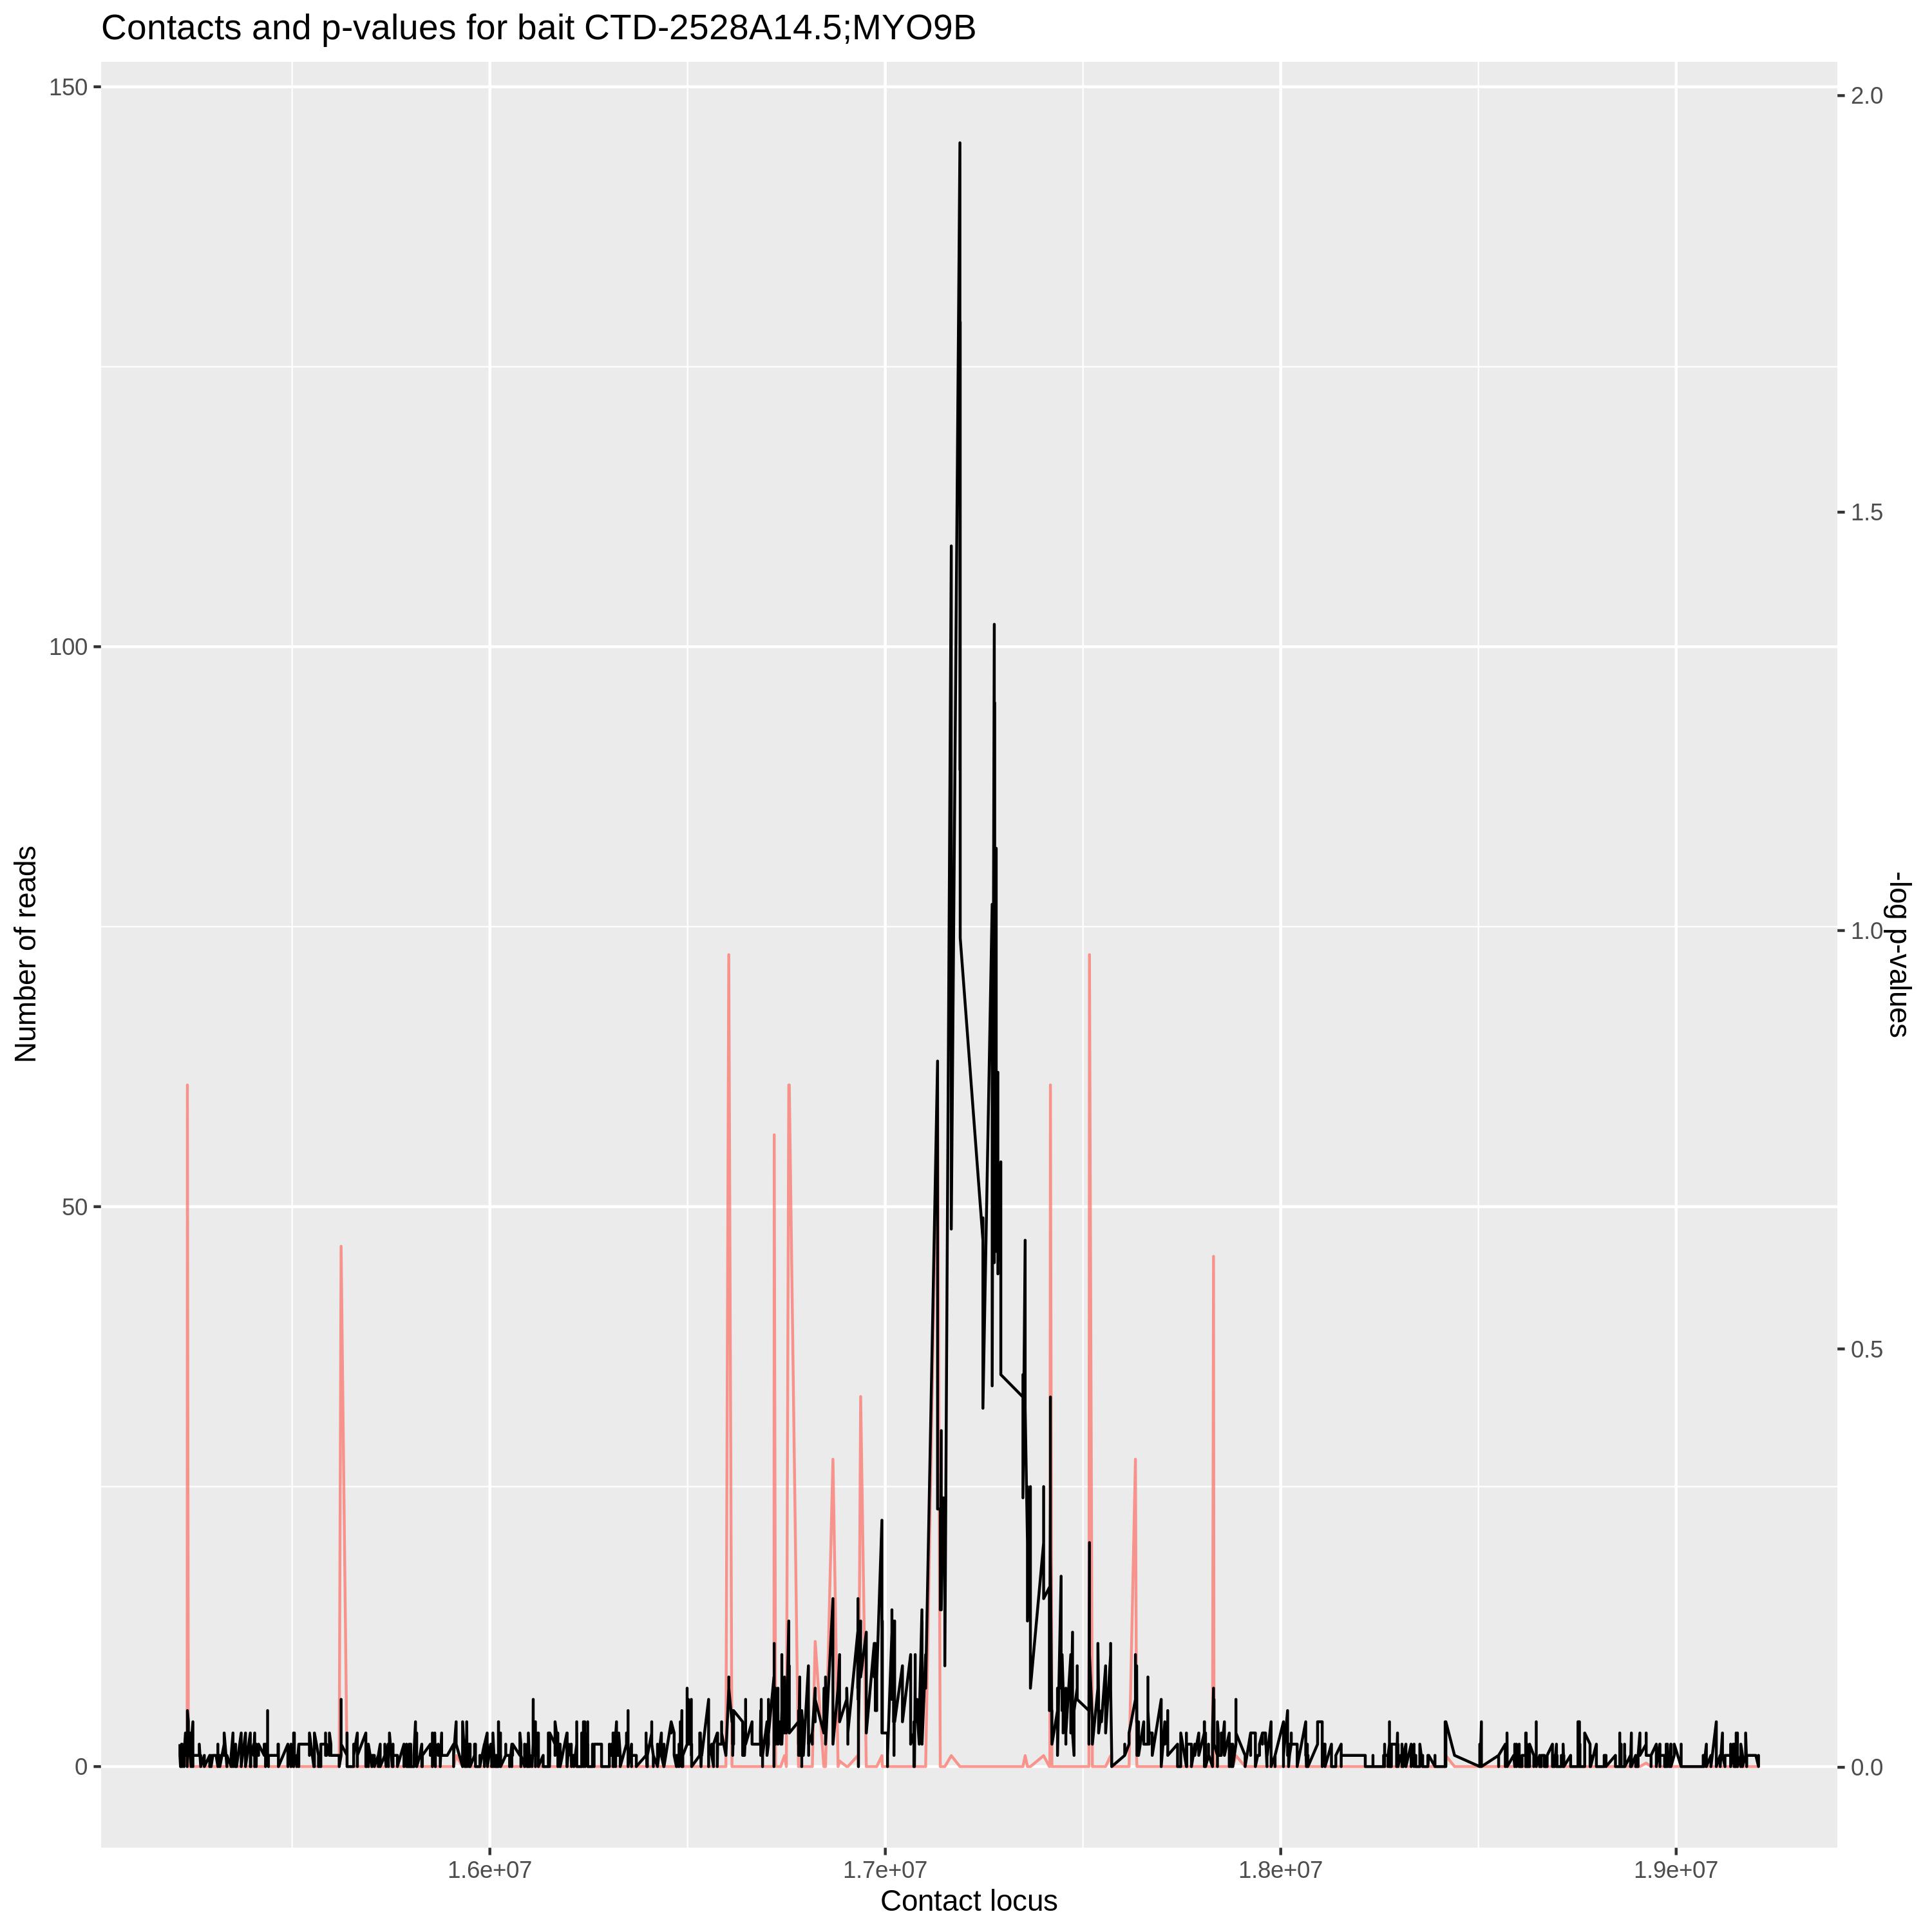 Contacts and p-values for bait CTD-2528A14.5;MYO9B
150
100
50
0
Number of reads
2.0
1.5
1.0
0.5
0.0
-log p-values
1.6e+07
1.7e+07
1.8e+07
1.9e+07
Contact locus